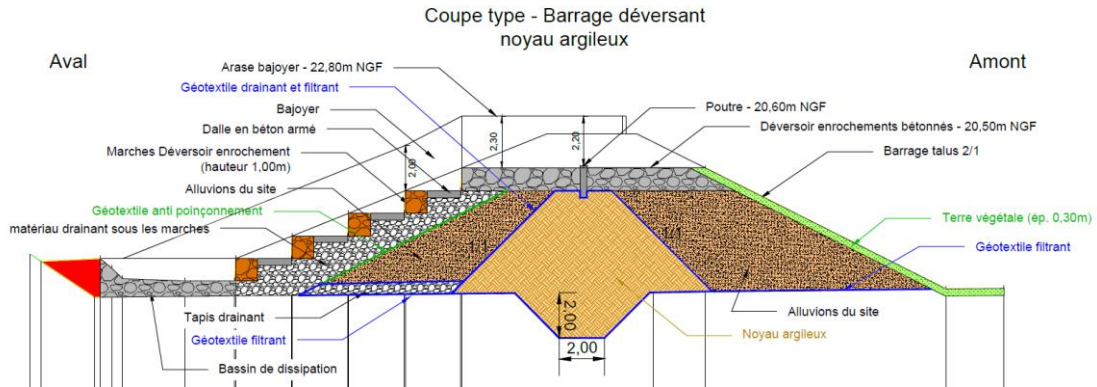 Coupe type - Barrage déversant
noyau argileux
Aval
Amont
Arase bajoyer - 22,80m NGF
Géotextile drainant et filtrant
Bajoyer
Dalle en béton armé
Marches Déversoir enrochement
(hauteur 1,00m)
Alluvions du site
Géotextile anti poinçonnement
matériau drainant sous les marches
Tapis drainant
Géotextile filtrant
Bassin de dissipation
2,00
2,30
2,20
Poutre - 20,60m NGF
Déversoir enrochements bétonnés - 20,50m NGF
Barrage talus 2/1
Terre végétale (ép. 0,30m)
Géotextile filtrant
Alluvions du site
Noyau argileux
1/1
1/1
2.00
2,00